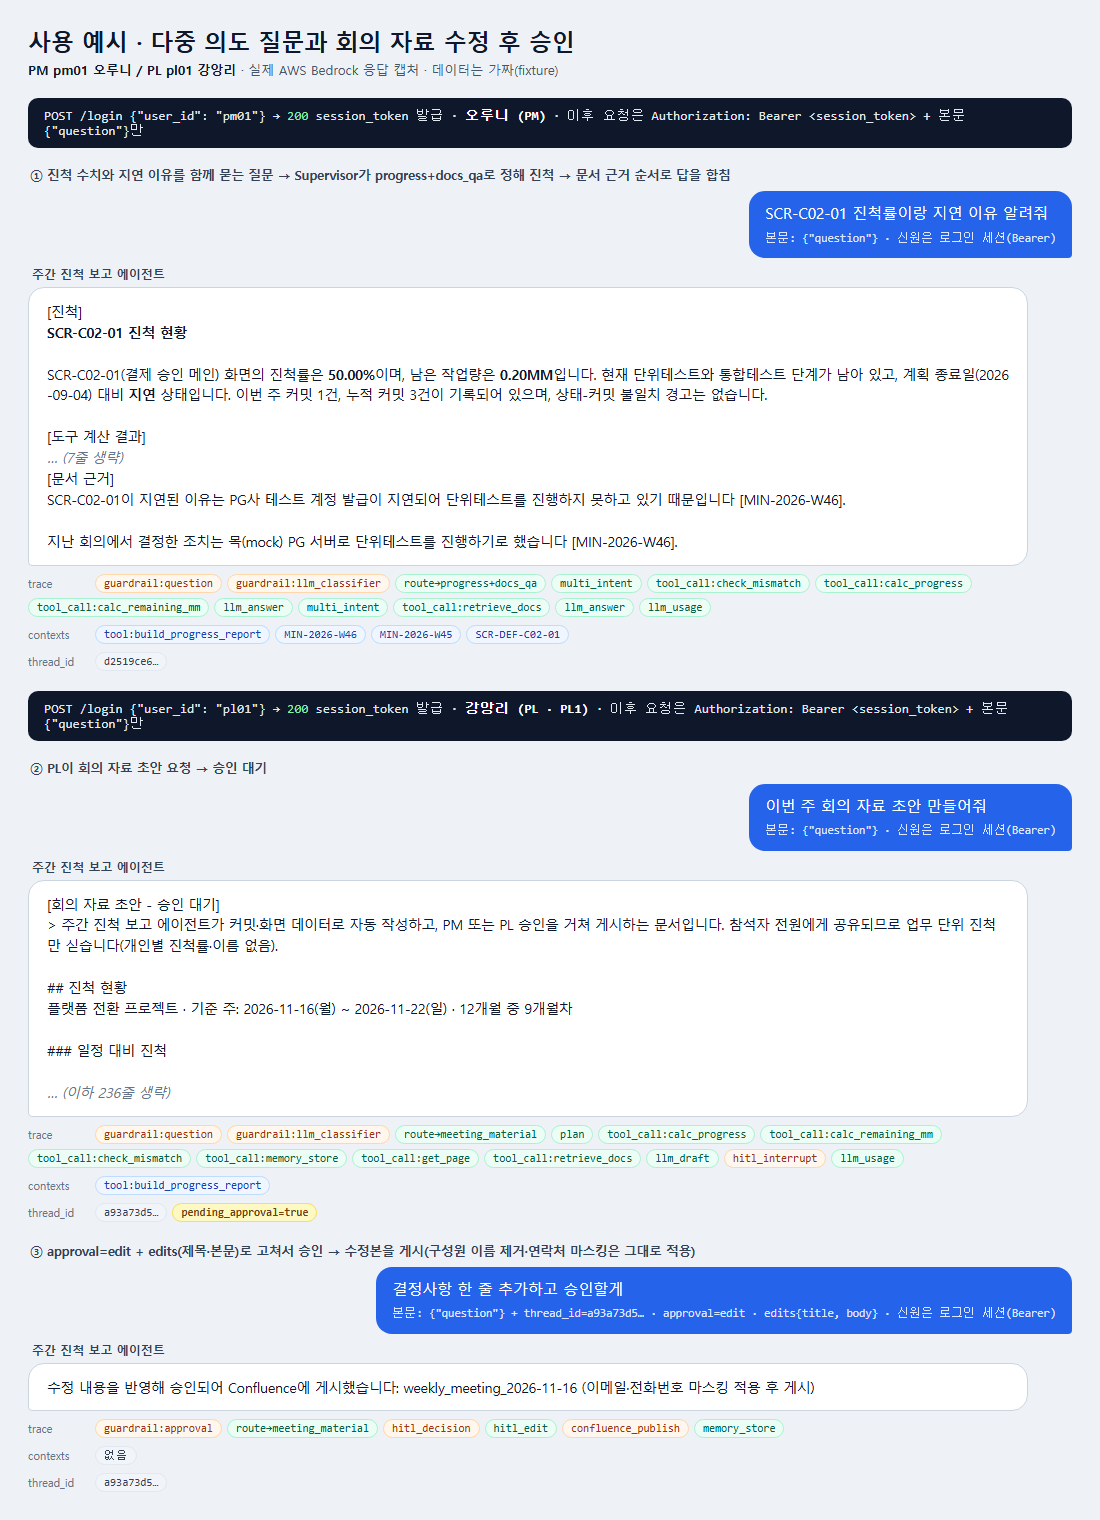 사용 예시 · 다중 의도 질문과 회의 자료 수정 후 승인
PM pm01 오루니 / PL pl01 강앙리 · 실제 AWS Bedrock 응답 캡처 · 데이터는 가짜(fixture)
POST /login {"user_id": "pm01"} → 200 session_token 발급 · 오루니 (PM) · 이후 요청은 Authorization: Bearer <session_token> + 본문
{"question"}만
① 진척 수치와 지연 이유를 함께 묻는 질문 → Supervisor가 progress+docs_qa로 정해 진척 → 문서 근거 순서로 답을 합침
SCR-C02-01 진척률이랑 지연 이유 알려줘
본문: {"question"} · 신원은 로그인 세션(Bearer)
주간 진척 보고 에이전트
[진척]
SCR-C02-01 진척 현황
SCR-C02-01(결제 승인 메인) 화면의 진척률은 50.00%이며, 남은 작업량은 0.20MM입니다. 현재 단위테스트와 통합테스트 단계가 남아 있고, 계획 종료일(2026
-09-04) 대비 지연 상태입니다. 이번 주 커밋 1건, 누적 커밋 3건이 기록되어 있으며, 상태-커밋 불일치 경고는 없습니다.
[도구 계산 결과]
... (7줄 생략)
[문서 근거]
SCR-C02-01이 지연된 이유는 PG사 테스트 계정 발급이 지연되어 단위테스트를 진행하지 못하고 있기 때문입니다 [MIN-2026-W46].
지난 회의에서 결정한 조치는 목(mock) PG 서버로 단위테스트를 진행하기로 했습니다 [MIN-2026-W46].
trace guardrail:question guardrail:llm_classifier route→progress+docs_qa multi_intent tool_call:check_mismatch tool_call:calc_progress
tool_call:calc_remaining_mm llm_answer multi_intent tool_call:retrieve_docs llm_answer llm_usage
contexts tool:build_progress_report MIN-2026-W46 MIN-2026-W45 SCR-DEF-C02-01
thread_id d2519ce6…
POST /login {"user_id": "pl01"} → 200 session_token 발급 · 강앙리 (PL · PL1) · 이후 요청은 Authorization: Bearer <session_token> + 본문
{"question"}만
② PL이 회의 자료 초안 요청 → 승인 대기
이번 주 회의 자료 초안 만들어줘
본문: {"question"} · 신원은 로그인 세션(Bearer)
주간 진척 보고 에이전트
[회의 자료 초안 - 승인 대기]
> 주간 진척 보고 에이전트가 커밋·화면 데이터로 자동 작성하고, PM 또는 PL 승인을 거쳐 게시하는 문서입니다. 참석자 전원에게 공유되므로 업무 단위 진척
만 싣습니다(개인별 진척률·이름 없음).
## 진척 현황
플랫폼 전환 프로젝트 · 기준 주: 2026-11-16(월) ~ 2026-11-22(일) · 12개월 중 9개월차
### 일정 대비 진척
... (이하 236줄 생략)
trace guardrail:question guardrail:llm_classifier route→meeting_material plan tool_call:calc_progress tool_call:calc_remaining_mm
tool_call:check_mismatch tool_call:memory_store tool_call:get_page tool_call:retrieve_docs llm_draft hitl_interrupt llm_usage
contexts tool:build_progress_report
thread_id a93a73d5… pending_approval=true
③ approval=edit + edits(제목·본문)로 고쳐서 승인 → 수정본을 게시(구성원 이름 제거·연락처 마스킹은 그대로 적용)
결정사항 한 줄 추가하고 승인할게
본문: {"question"} + thread_id=a93a73d5… · approval=edit · edits{title, body} · 신원은 로그인 세션(Bearer)
주간 진척 보고 에이전트
수정 내용을 반영해 승인되어 Confluence에 게시했습니다: weekly_meeting_2026-11-16 (이메일·전화번호 마스킹 적용 후 게시)
trace guardrail:approval route→meeting_material hitl_decision hitl_edit confluence_publish memory_store
contexts 없음
thread_id a93a73d5…